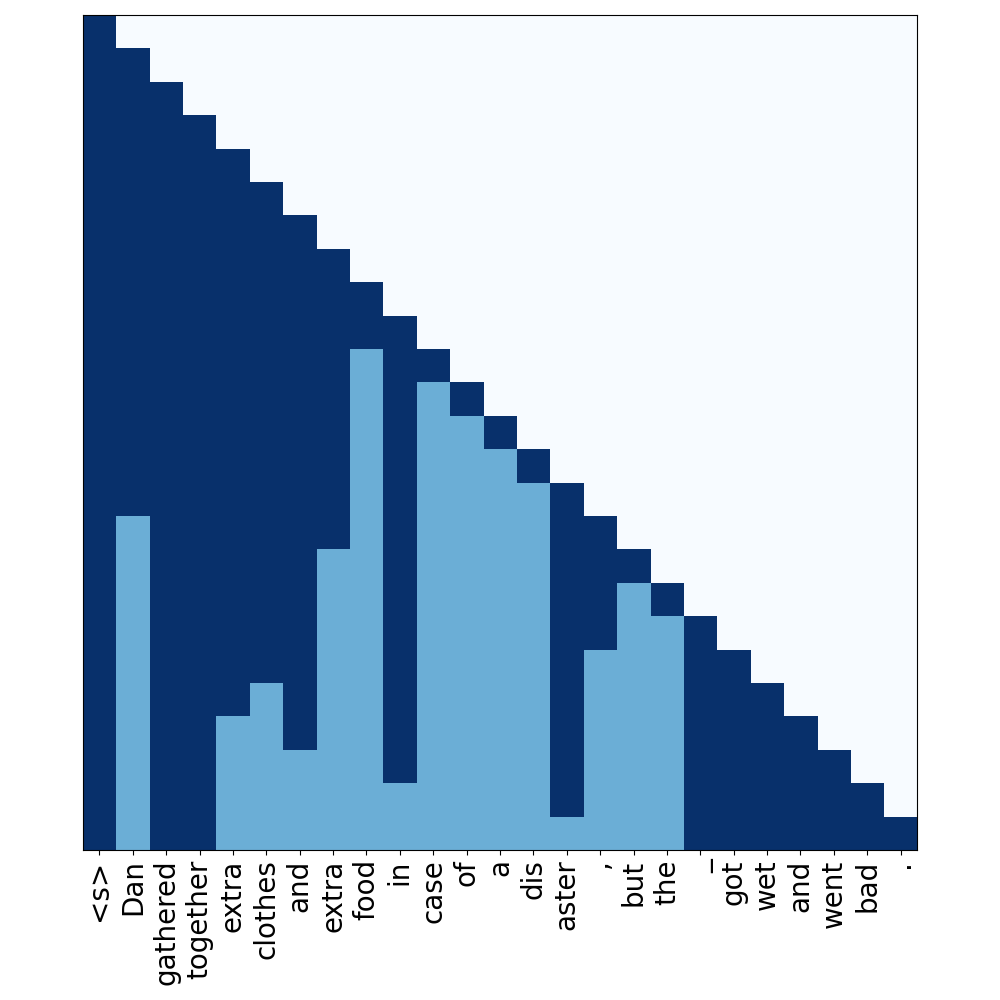 <s>
Dan
gathered
together
extra
clothes
and
extra
food
in
case
of
a
dis
aster
,
but
the
_
got
wet
and
went
bad
.